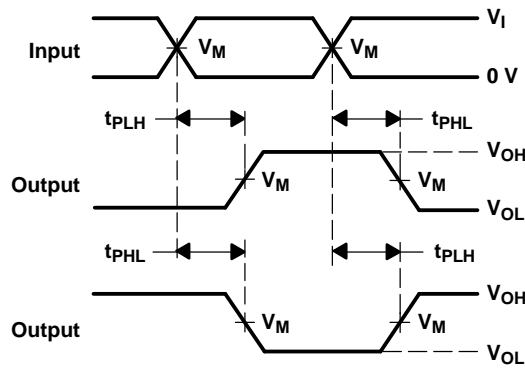 V_I
Input V_M V_M
0 V
t_PLH t_PHL
V_OH
Output V_M V_M
V_OL
t_PHL t_PLH
V_OH
Output V_M V_M
V_OL